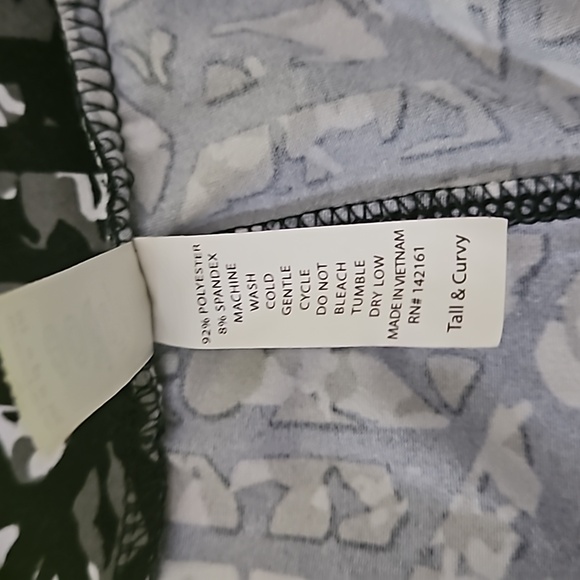 92% POLYESTER
8% SPANDEX
MACHINE
WASH
COLD
GENTLE
CYCLE
DO NOT
BLEACH
TUMBLE
DRY LOW
MADE IN VIETNAM
RN# 142161
Tall & Curvy